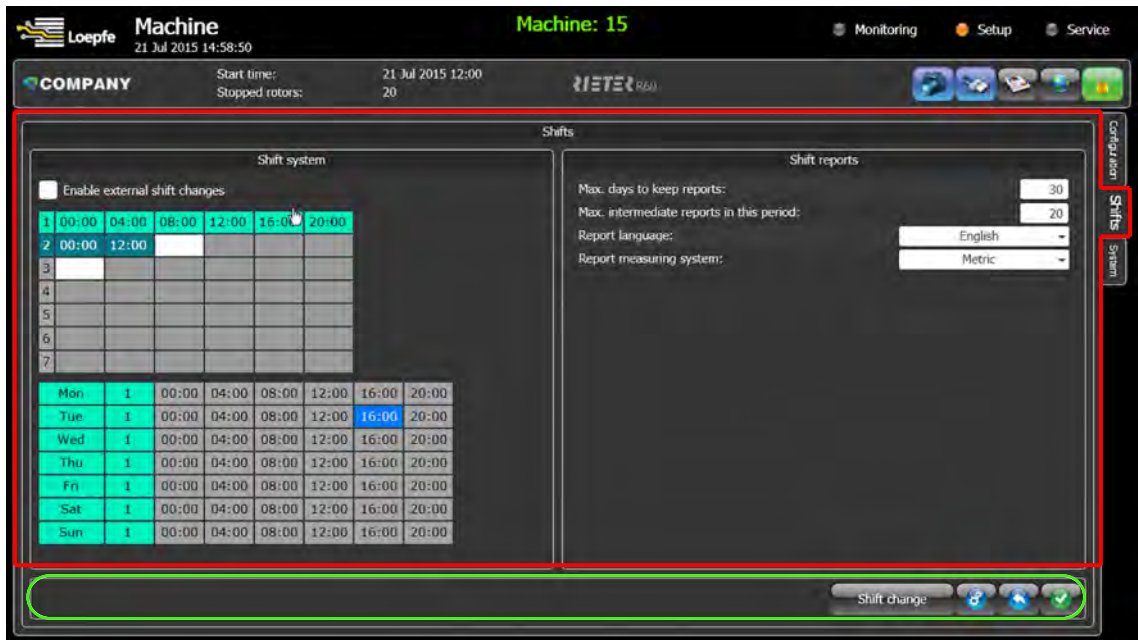 Loepfe
Machine
21 Jul 2015 14:58:50
Machine: 15
Monitoring
Setup
Service
COMPANY
Start time: 21 Jul 2015 12:00
Stopped rotors: 20
RIETER R60
Configuration
Shifts
System
Shifts
Shift system
Enable external shift changes
1 00:00 04:00 08:00 12:00 16:00 20:00
2 00:00 12:00
3
4
5
6
7
Mon 1 00:00 04:00 08:00 12:00 16:00 20:00
Tue 1 00:00 04:00 08:00 12:00 16:00 20:00
Wed 1 00:00 04:00 08:00 12:00 16:00 20:00
Thu 1 00:00 04:00 08:00 12:00 16:00 20:00
Fri 1 00:00 04:00 08:00 12:00 16:00 20:00
Sat 1 00:00 04:00 08:00 12:00 16:00 20:00
Sun 1 00:00 04:00 08:00 12:00 16:00 20:00
Shift reports
Max. days to keep reports: 30
Max. intermediate reports in this period: 20
Report language: English
Report measuring system: Metric
Shift change